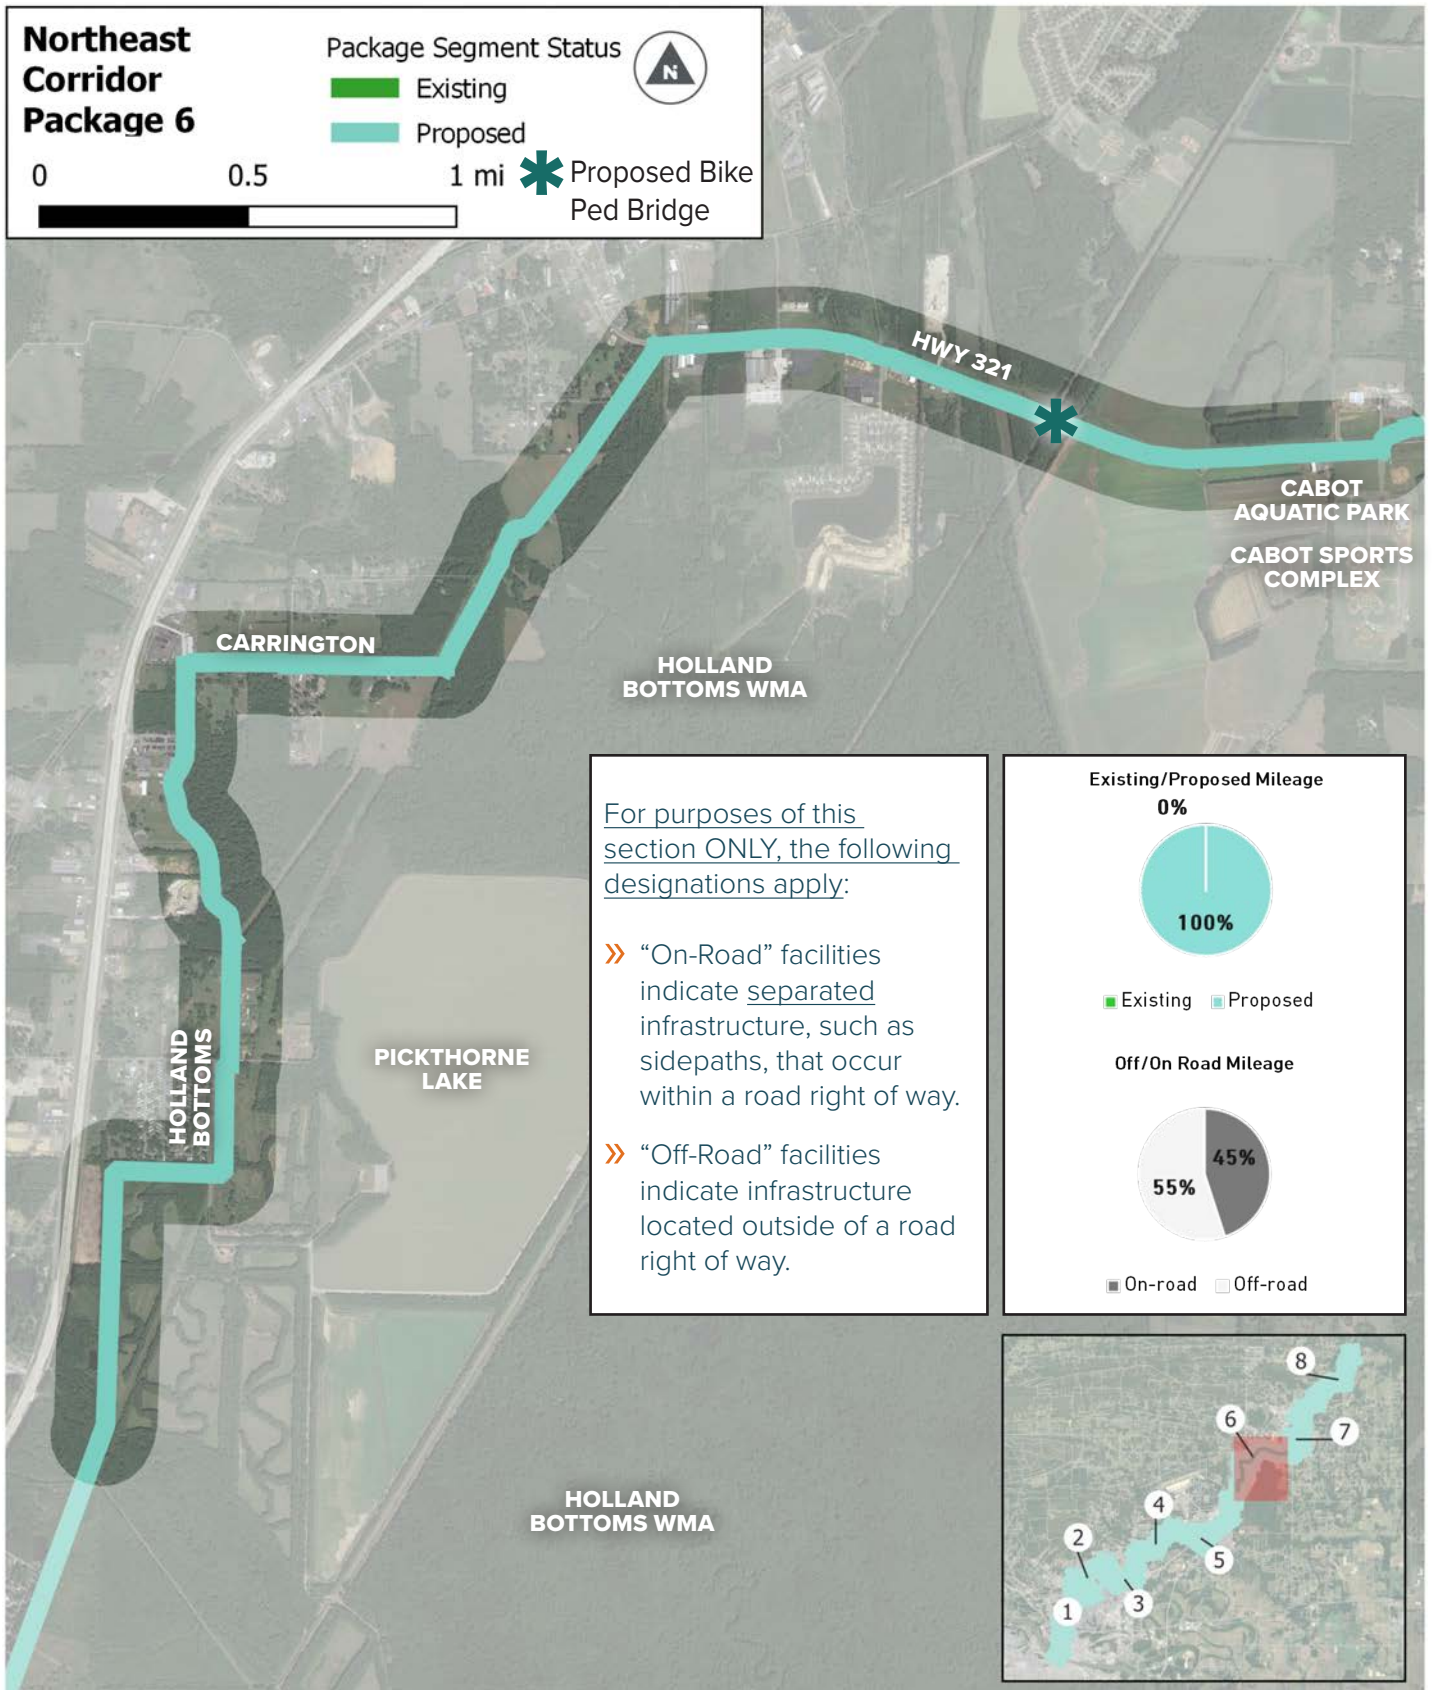 Northeast
Corridor
Package 6
Package Segment Status
N
Existing
Proposed
0 0.5 1 mi
Proposed Bike
Ped Bridge
HWY 321
CABOT
AQUATIC PARK
CABOT SPORTS
COMPLEX
CARRINGTON
HOLLAND
BOTTOMS WMA
HOLLAND
BOTTOMS
PICKTHORNE
LAKE
For purposes of this
section ONLY, the following
designations apply:
» “On-Road” facilities
indicate separated
infrastructure, such as
sidepaths, that occur
within a road right of way.
» “Off-Road” facilities
indicate infrastructure
located outside of a road
right of way.
Existing/Proposed Mileage
0%
100%
Existing Proposed
Off/On Road Mileage
45%
55%
On-road Off-road
HOLLAND
BOTTOMS WMA
8
6
7
4
2
5
3
1